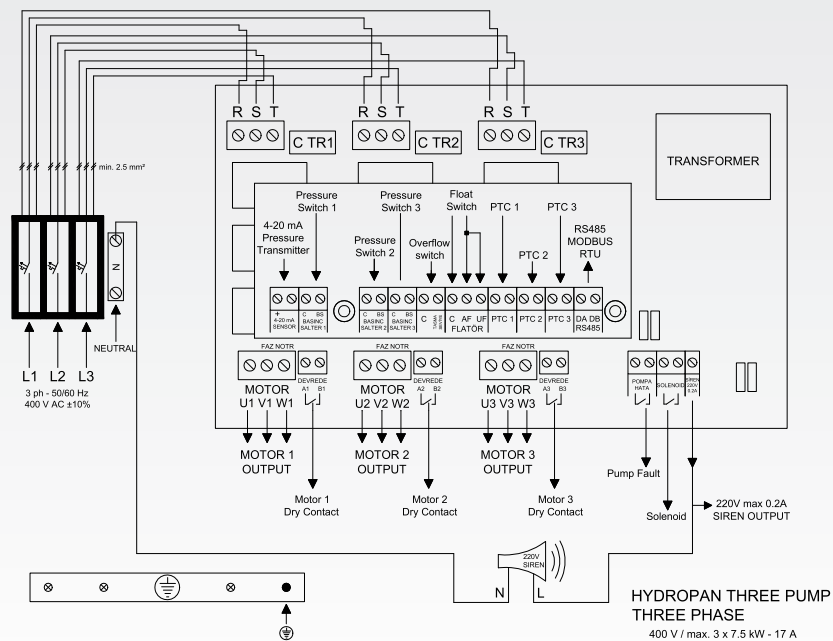 R S T
R S T
R S T
C TR1
C TR2
C TR3
TRANSFORMER
min. 2.5 mm²
Pressure
Switch 1
Pressure
Switch 3
Float
Switch
PTC 1
PTC 3
4-20 mA
Pressure
Transmitter
Pressure
Switch 2
Overflow
switch
PTC 2
RS485
MODBUS
RTU
N
+
4-20 mA
SENSOR
C BS
BASINC
SALTER 1
C BS
BASINC
SALTER 2
C BS
BASINC
SALTER 3
C
C AF UF
FLATÖR
PTC 1
PTC 2
PTC 3
DA DB
RS485
NEUTRAL
L1 L2 L3
3 ph - 50/60 Hz
400 V AC ±10%
FAZ NOTR
MOTOR
U1 V1 W1
DEVREDE
A1 B1
FAZ NOTR
MOTOR
U2 V2 W2
DEVREDE
A2 B2
FAZ NOTR
MOTOR
U3 V3 W3
DEVREDE
A3 B3
POMPA
HATA
SOLENOID
SIREN
220V
0.2A
MOTOR 1
OUTPUT
MOTOR 2
OUTPUT
MOTOR 3
OUTPUT
Motor 1
Dry Contact
Motor 2
Dry Contact
Motor 3
Dry Contact
Pump Fault
Solenoid
220V max 0.2A
SIREN OUTPUT
220V
SIREN
N
L
HYDROPAN THREE PUMP
THREE PHASE
400 V / max. 3 x 7.5 kW - 17 A